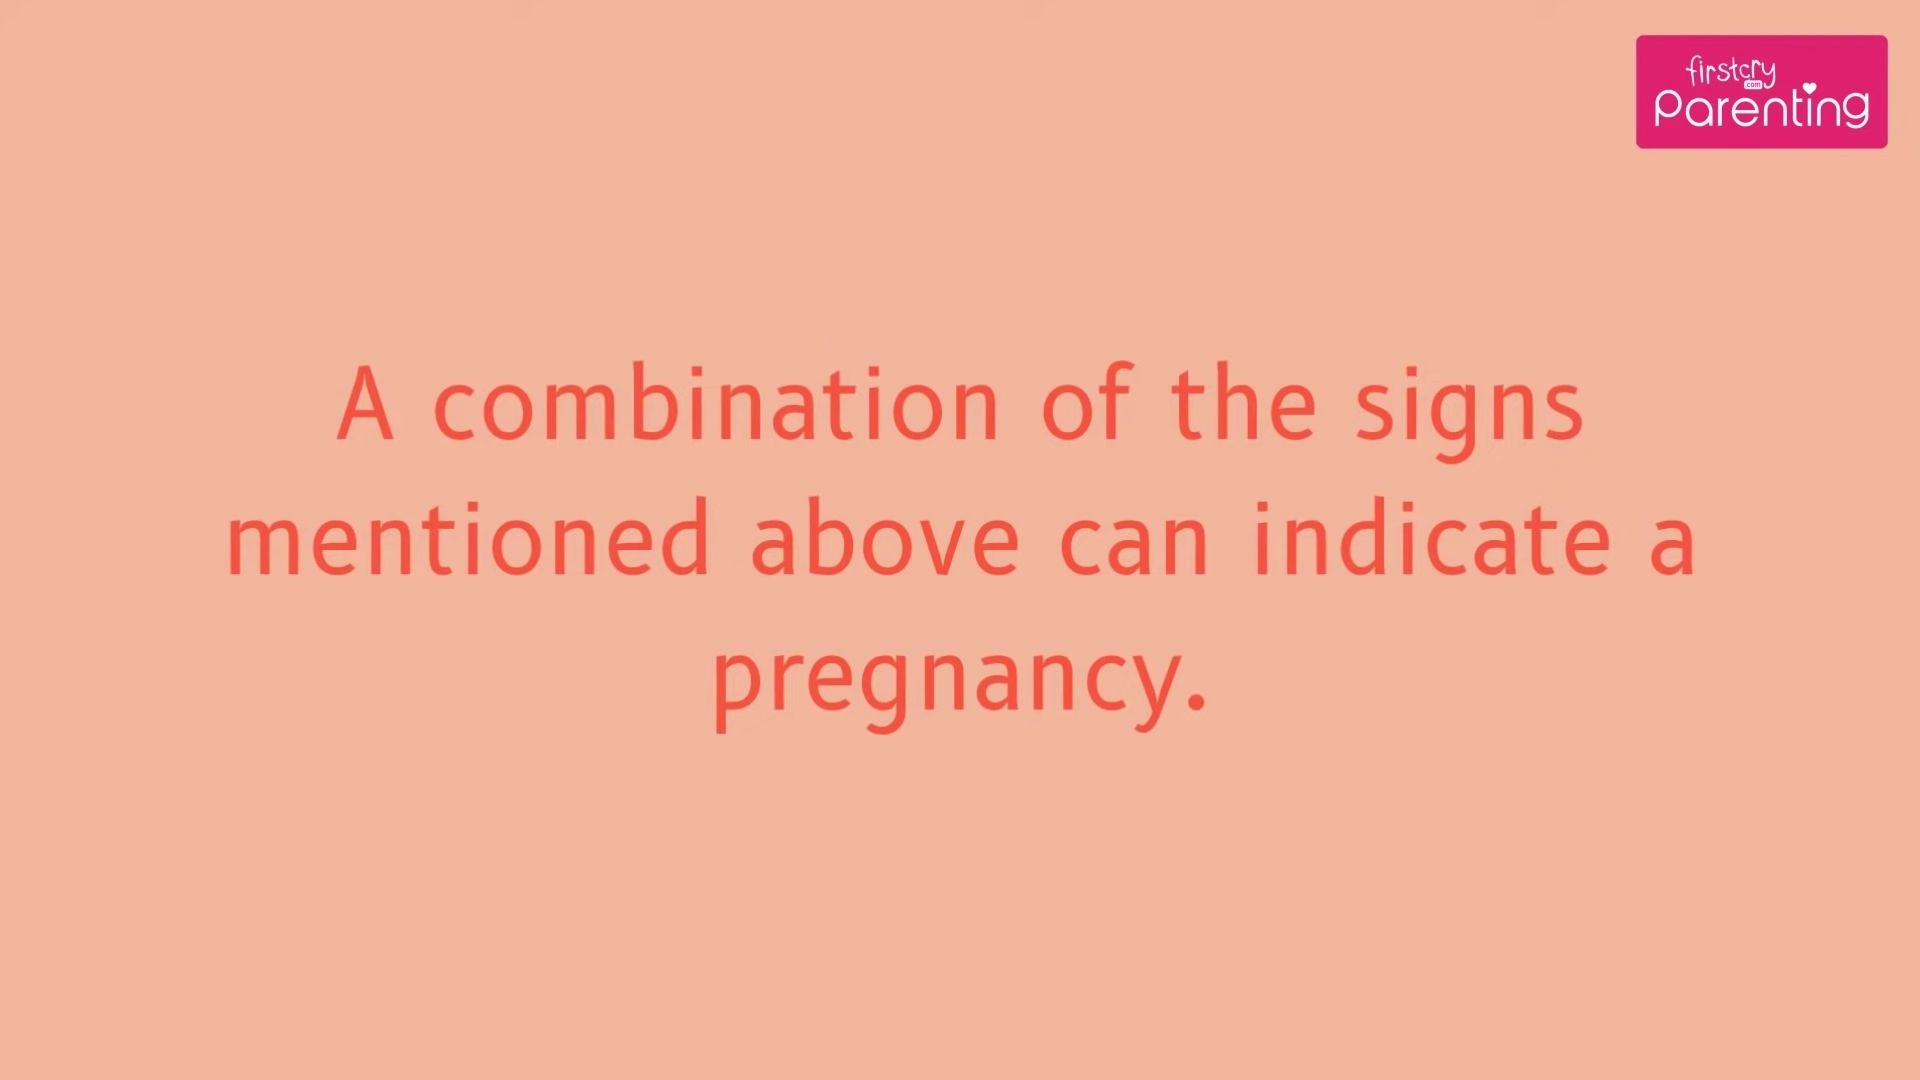 firstcry
.com
Parenting
A combination of the signs
mentioned above can indicate a
pregnancy.